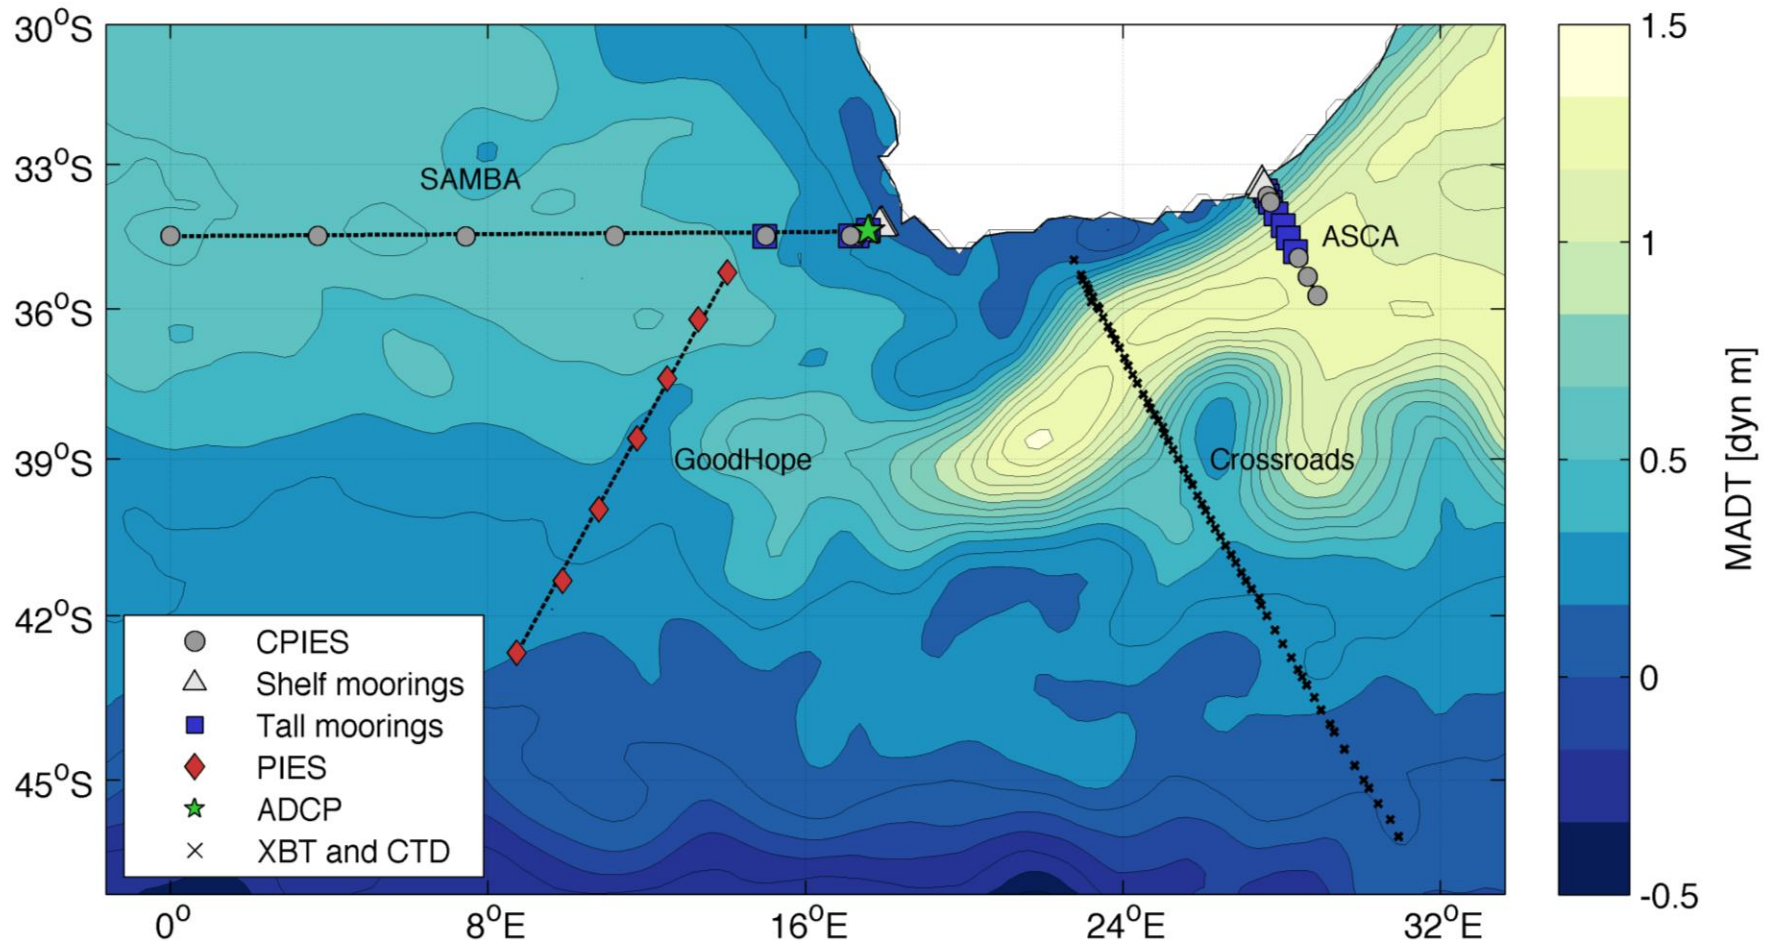 30°S
33°S
36°S
39°S
42°S
45°S
SAMBA
ASCA
GoodHope
Crossroads
CPIES
Shelf moorings
Tall moorings
PIES
ADCP
XBT and CTD
0°
8°E
16°E
24°E
32°E
1.5
1
0.5
0
-0.5
MADT [dyn m]